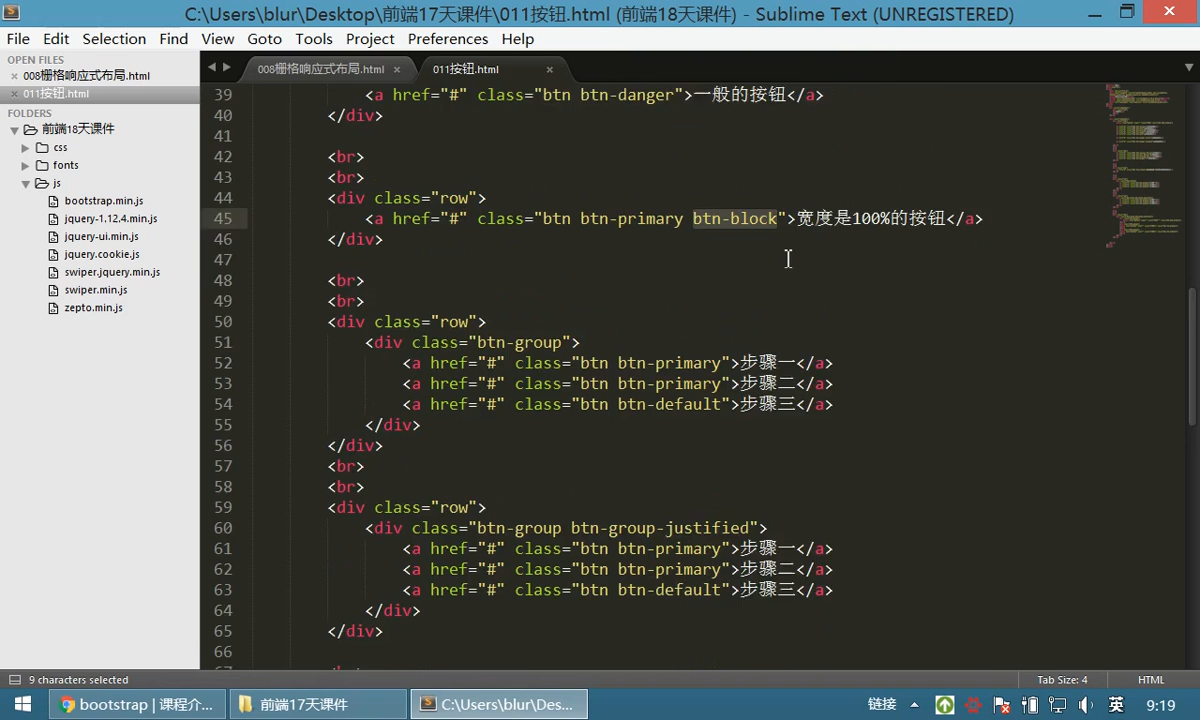 C:\Users\blur\Desktop\前端17天课件\011按钮.html (前端18天课件) - Sublime Text (UNREGISTERED)
File Edit Selection Find View Goto Tools Project Preferences Help
OPEN FILES
008栅格响应式布局.html
011按钮.html
FOLDERS
前端18天课件
css
fonts
js
bootstrap.min.js
jquery-1.12.4.min.js
jquery-ui.min.js
jquery.cookie.js
swiper.jquery.min.js
swiper.min.js
zepto.min.js
008栅格响应式布局.html
011按钮.html
39 <a href="#" class="btn btn-danger">一般的按钮</a>
40 </div>
41
42 <br>
43 <br>
44 <div class="row">
45 <a href="#" class="btn btn-primary btn-block">宽度是100%的按钮</a>
46 </div>
47
48 <br>
49 <br>
50 <div class="row">
51 <div class="btn-group">
52 <a href="#" class="btn btn-primary">步骤一</a>
53 <a href="#" class="btn btn-primary">步骤二</a>
54 <a href="#" class="btn btn-default">步骤三</a>
55 </div>
56 </div>
57 <br>
58 <br>
59 <div class="row">
60 <div class="btn-group btn-group-justified">
61 <a href="#" class="btn btn-primary">步骤一</a>
62 <a href="#" class="btn btn-primary">步骤二</a>
63 <a href="#" class="btn btn-default">步骤三</a>
64 </div>
65 </div>
66
9 characters selected
Tab Size: 4
HTML
bootstrap | 课程介...
前端17天课件
C:\Users\blur\Des...
链接
英
9:19